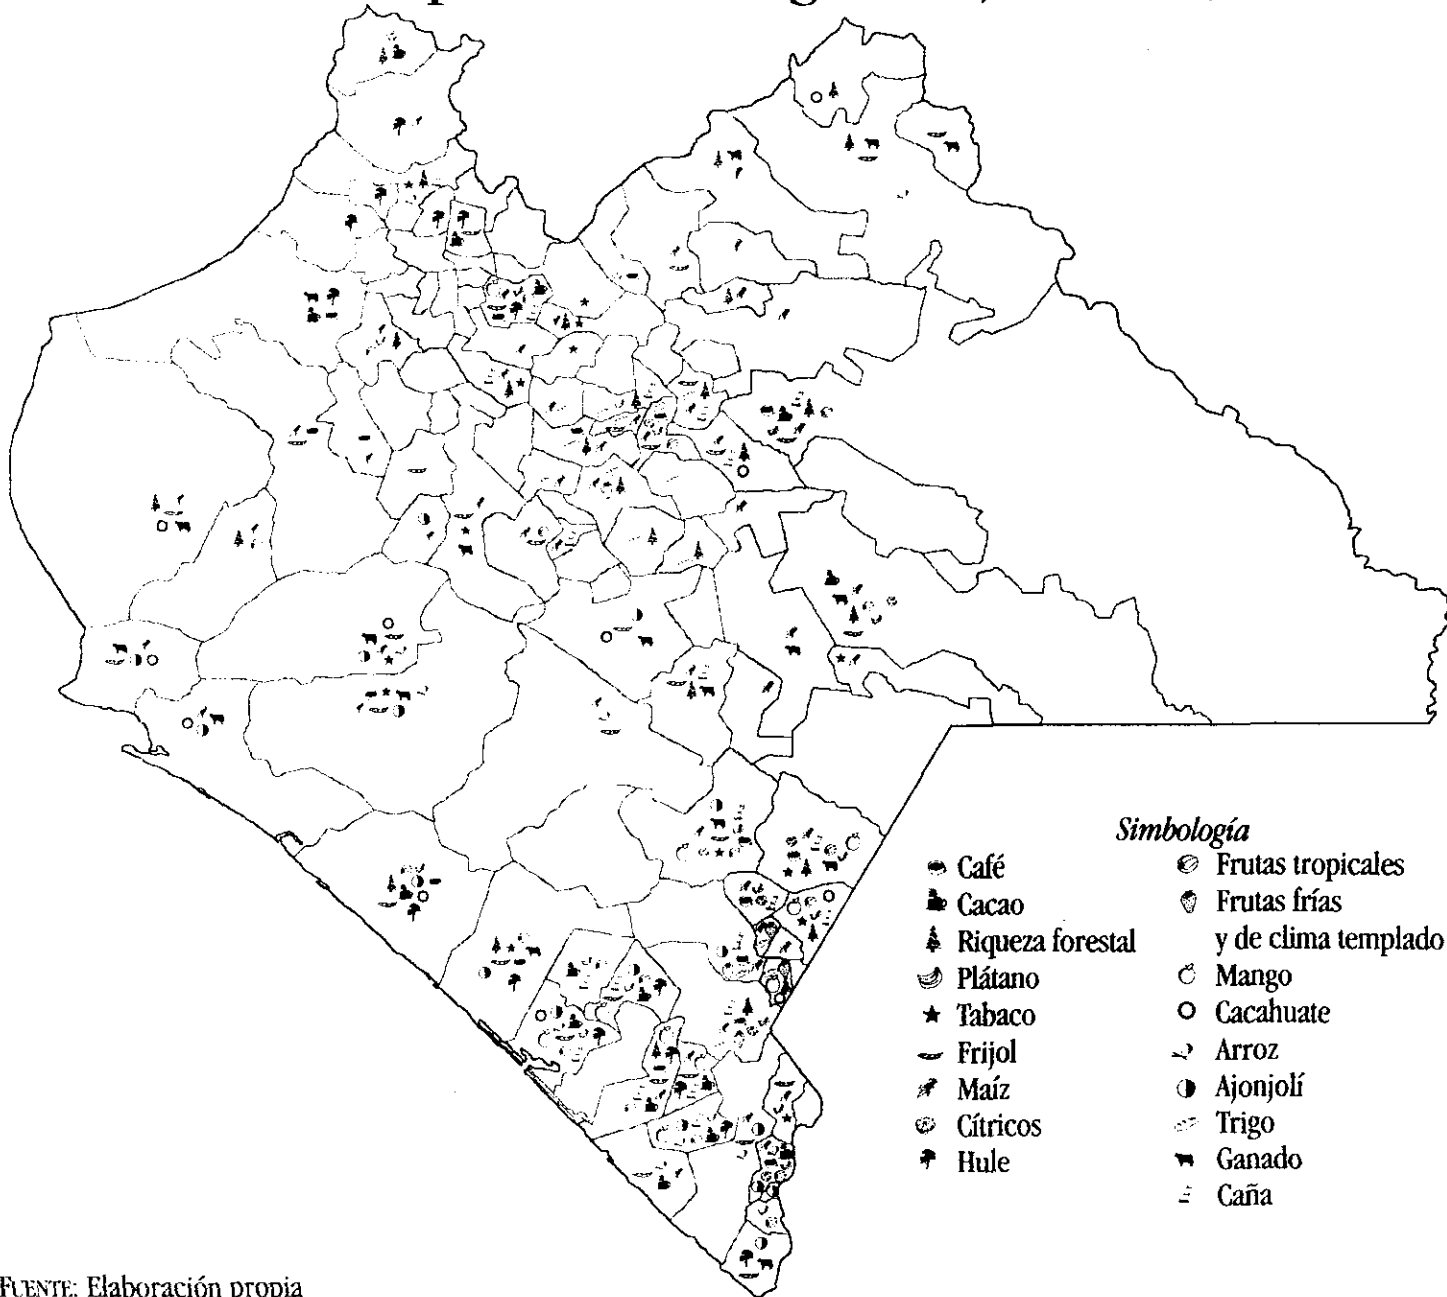 Simbología
Café
Cacao
Riqueza forestal
Plátano
Tabaco
Frijol
Maíz
Cítricos
Hule
Frutas tropicales
Frutas frías
y de clima templado
Mango
Cacahuate
Arroz
Ajonjolí
Trigo
Ganado
Caña
FUENTE: Elaboración propia